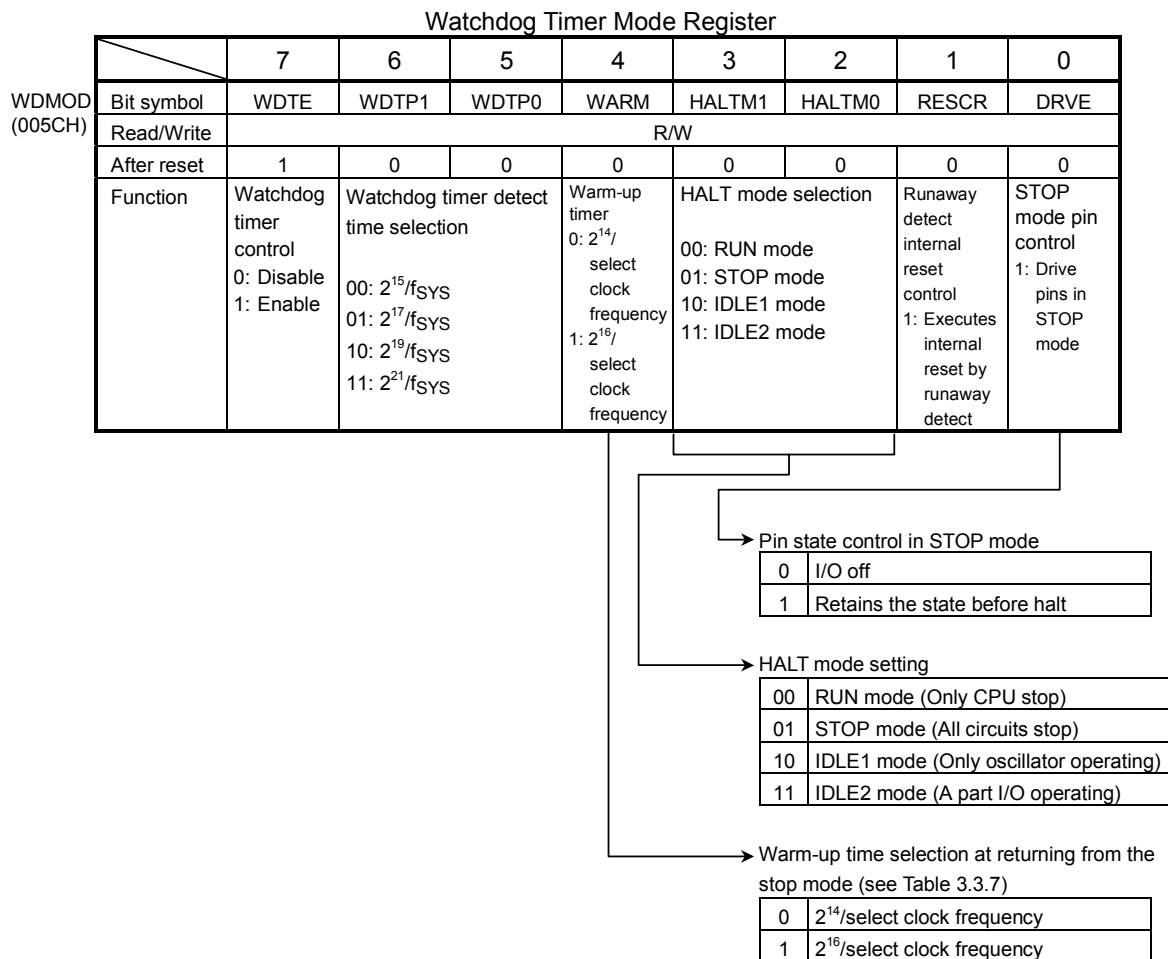 Watchdog Timer Mode Register
7 6 5 4 3 2 1 0
WDMOD
(005CH)
Bit symbol WDTE WDTP1 WDTP0 WARM HALTM1 HALTM0 RESCR DRVE
Read/Write R/W
After reset 1 0 0 0 0 0 0 0
Function
Watchdog
timer
control
0: Disable
1: Enable
Watchdog timer detect
time selection
00: 2^15/fSYS
01: 2^17/fSYS
10: 2^19/fSYS
11: 2^21/fSYS
Warm-up
timer
0: 2^14/
select
clock
frequency
1: 2^16/
select
clock
frequency
HALT mode selection
00: RUN mode
01: STOP mode
10: IDLE1 mode
11: IDLE2 mode
Runaway
detect
internal
reset
control
1: Executes
internal
reset by
runaway
detect
STOP
mode pin
control
1: Drive
pins in
STOP
mode
Pin state control in STOP mode
0 I/O off
1 Retains the state before halt
HALT mode setting
00 RUN mode (Only CPU stop)
01 STOP mode (All circuits stop)
10 IDLE1 mode (Only oscillator operating)
11 IDLE2 mode (A part I/O operating)
Warm-up time selection at returning from the
stop mode (see Table 3.3.7)
0 2^14/select clock frequency
1 2^16/select clock frequency